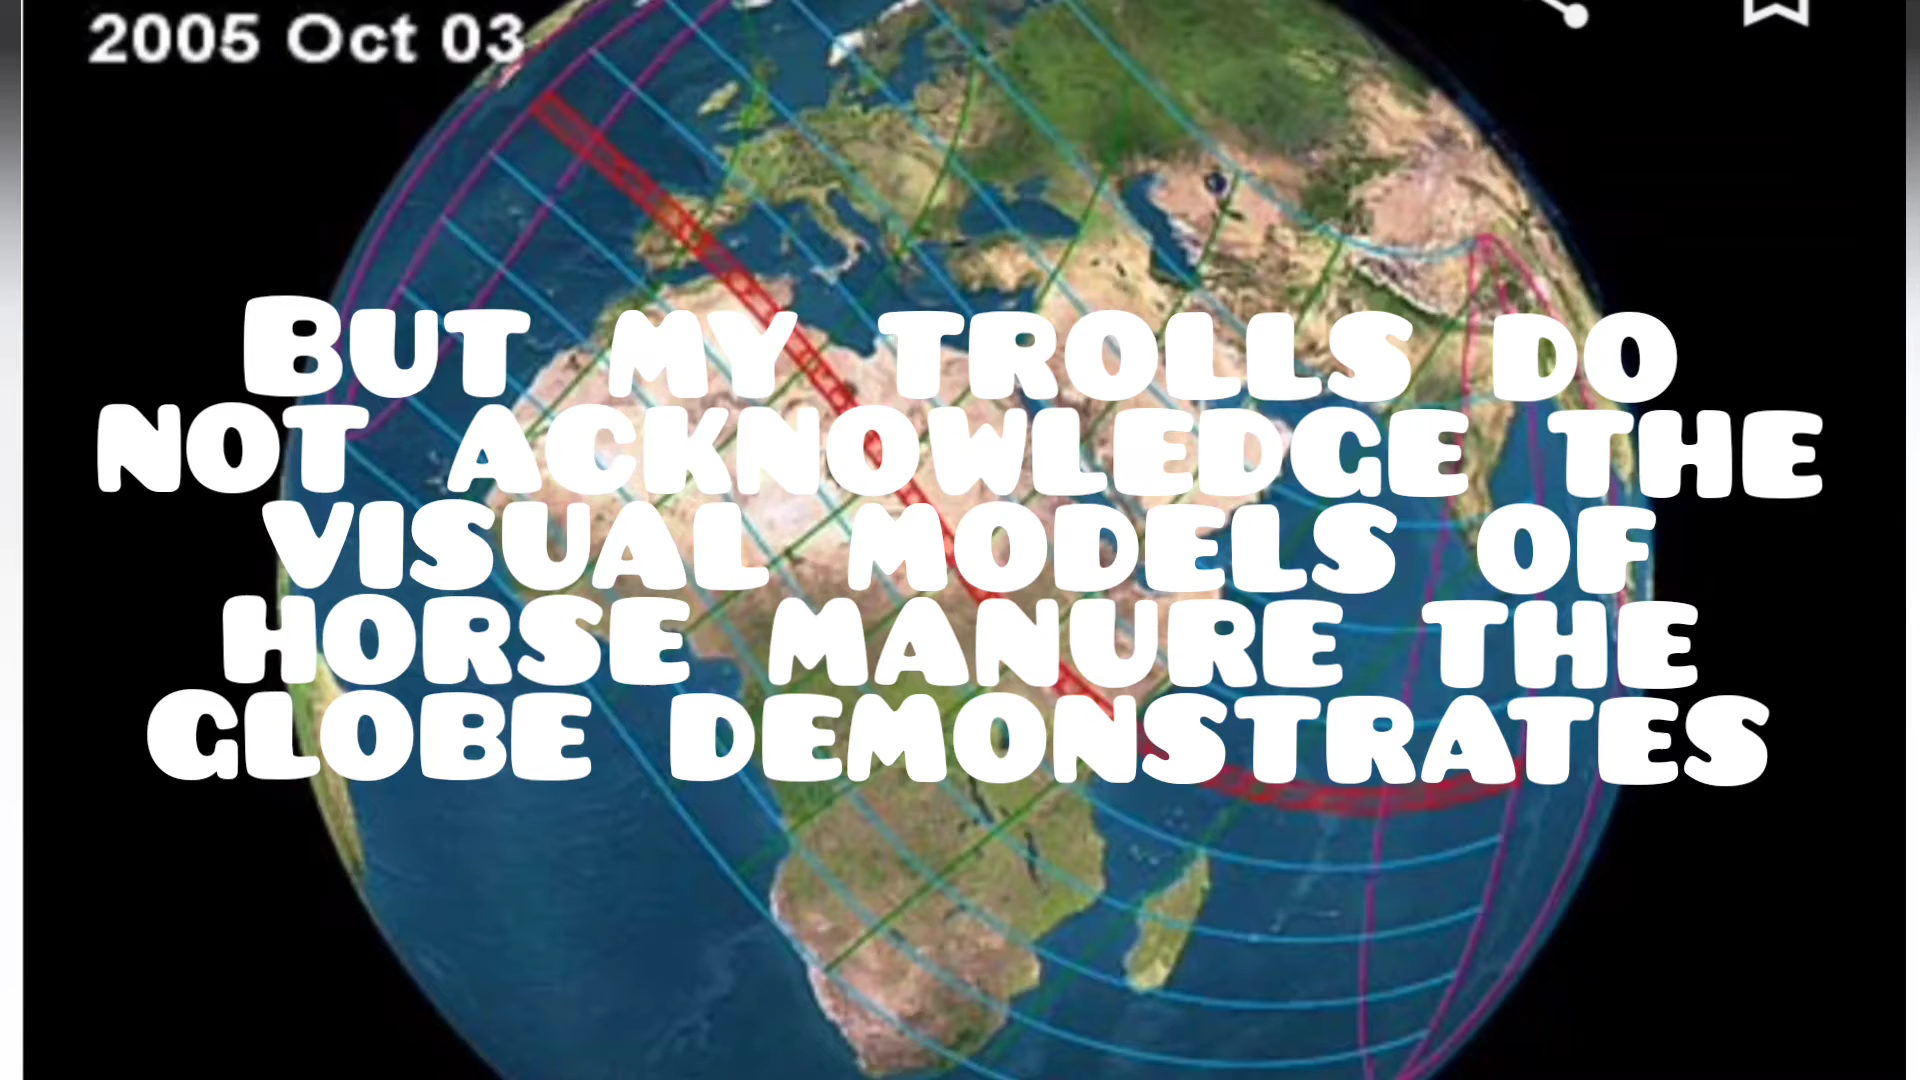 2005 Oct 03
BUT MY TROLLS DO
NOT ACKNOWLEDGE THE
VISUAL MODELS OF
HORSE MANURE THE
GLOBE DEMONSTRATES